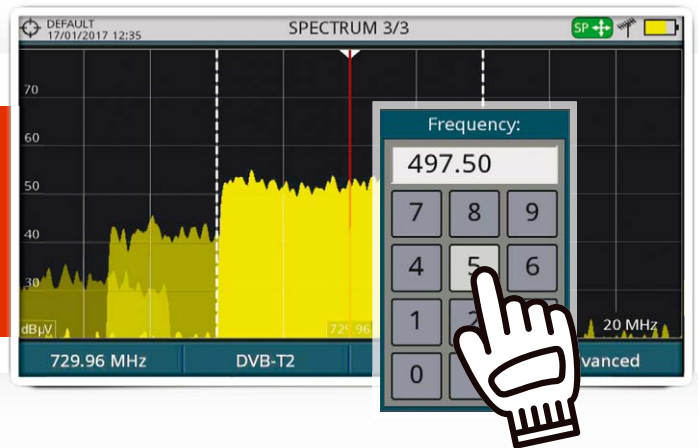 DEFAULT
17/01/2017 12:35
SPECTRUM 3/3
SP
70
60
50
40
30
dBµV
729.96
20 MHz
729.96 MHz
DVB-T2
vanced
Frequency:
497.50
7 8 9
4 5 6
1 2
0